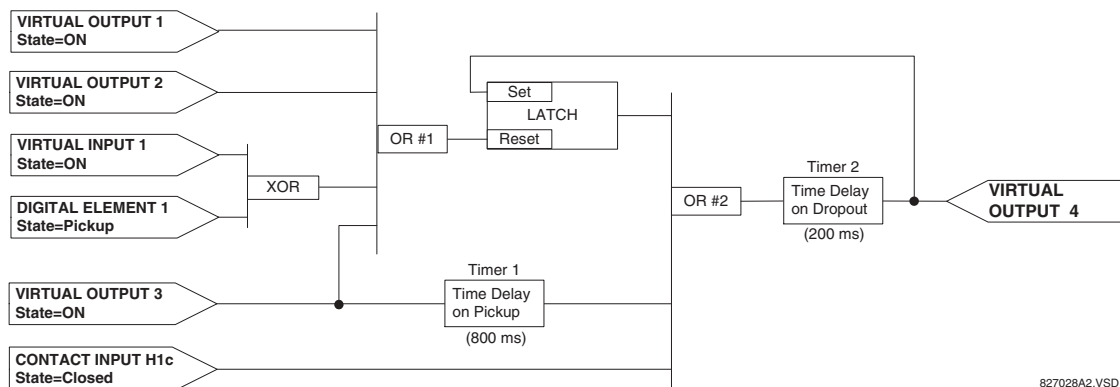 VIRTUAL OUTPUT 1
State=ON
VIRTUAL OUTPUT 2
State=ON
VIRTUAL INPUT 1
State=ON
DIGITAL ELEMENT 1
State=Pickup
VIRTUAL OUTPUT 3
State=ON
CONTACT INPUT H1c
State=Closed
XOR
OR #1
Set
LATCH
Reset
Timer 1
Time Delay
on Pickup
(800 ms)
OR #2
Timer 2
Time Delay
on Dropout
(200 ms)
VIRTUAL
OUTPUT 4
827028A2.VSD